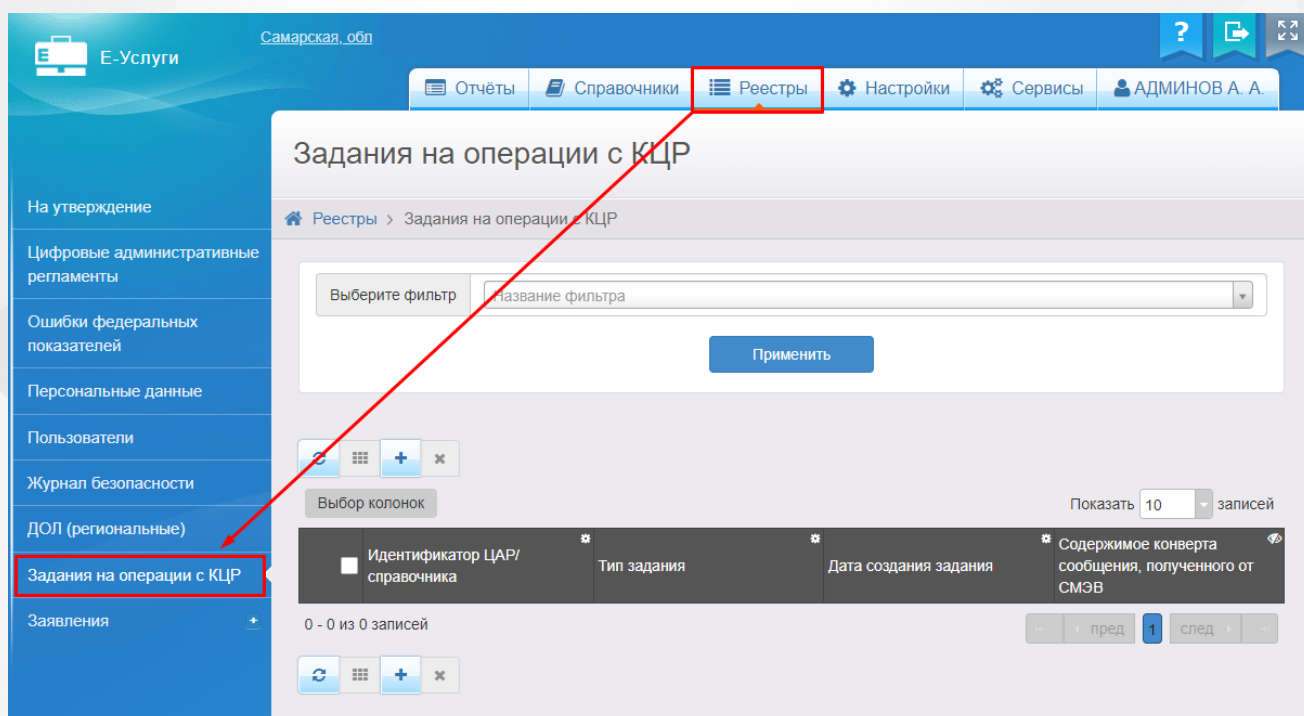 Самарская, обл
?
E
Е-Услуги
Отчёты
Справочники
Реестры
Настройки
Сервисы
АДМИНОВ А. А.
Задания на операции с КЦР
На утверждение
Цифровые административные
регламенты
Ошибки федеральных
показателей
Персональные данные
Пользователи
Журнал безопасности
ДОЛ (региональные)
Задания на операции с КЦР
Заявления
Реестры > Задания на операции с КЦР
Выберите фильтр
Название фильтра
Применить
Выбор колонок
Показать 10 записей
Идентификатор ЦАР/
справочника
Тип задания
Дата создания задания
Содержимое конверта
сообщения, полученного от
СМЭВ
0 - 0 из 0 записей
пред 1 след